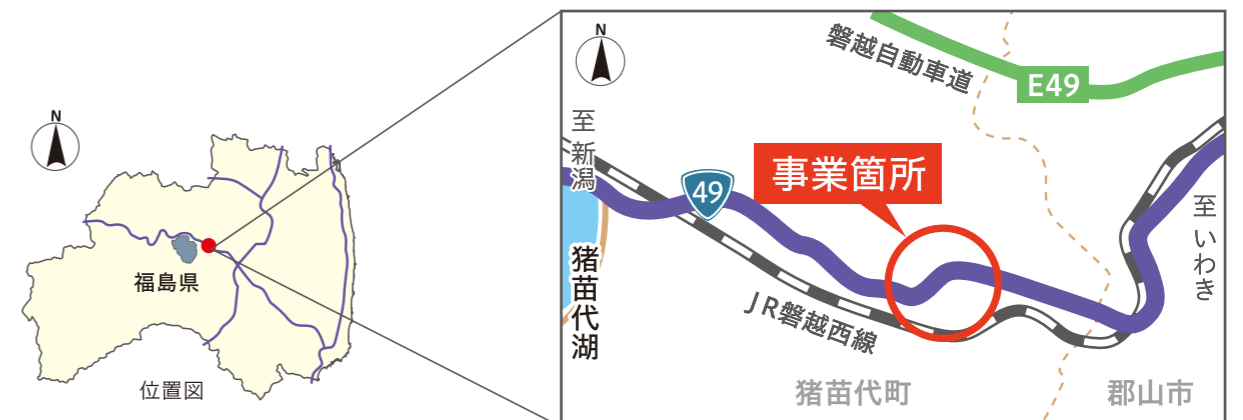 N
福島県
位置図
N
磐越自動車道
E49
至新潟
49
事業箇所
至いわき
猪苗代湖
JR磐越西線
猪苗代町
郡山市